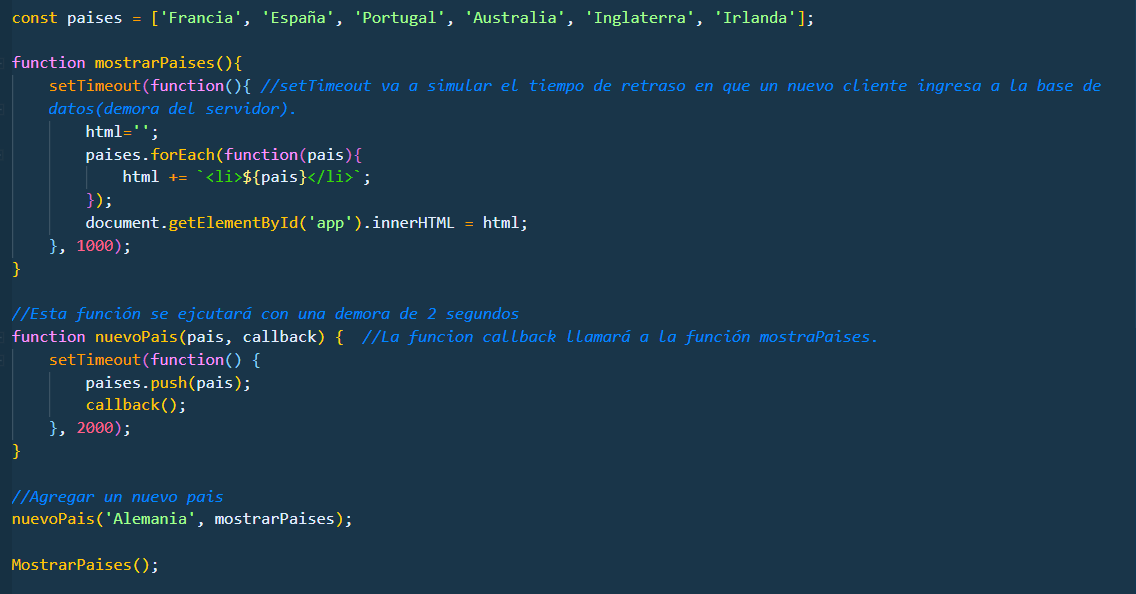 const paises = ['Francia', 'España', 'Portugal', 'Australia', 'Inglaterra', 'Irlanda'];

function mostrarPaises(){
    setTimeout(function(){ //setTimeout va a simular el tiempo de retraso en que un nuevo cliente ingresa a la base de
    datos(demora del servidor).
        html='';
        paises.forEach(function(pais){
            html += `<li>${pais}</li>`;
        });
        document.getElementById('app').innerHTML = html;
    }, 1000);
}

//Esta función se ejcutará con una demora de 2 segundos
function nuevoPais(pais, callback) {  //La funcion callback llamará a la función mostraPaises.
    setTimeout(function() {
        paises.push(pais);
        callback();
    }, 2000);
}

//Agregar un nuevo pais
nuevoPais('Alemania', mostrarPaises);

MostrarPaises();